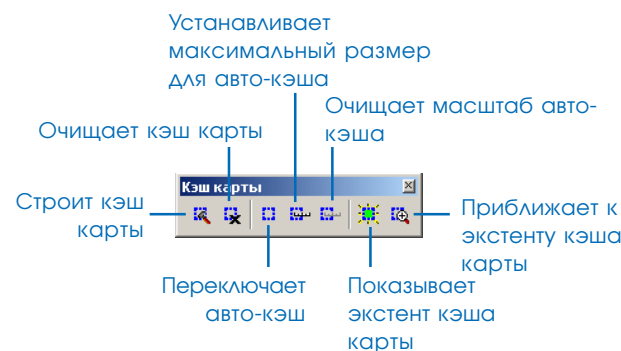 Устанавливает
максимальный размер
для авто-кэша
Очищает масштаб авто-
кэша
Очищает кэш карты
Кэш карты
Строит кэш
карты
Приближает к
экстенту кэша
карты
Переключает
авто-кэш
Показывает
экстент кэша
карты